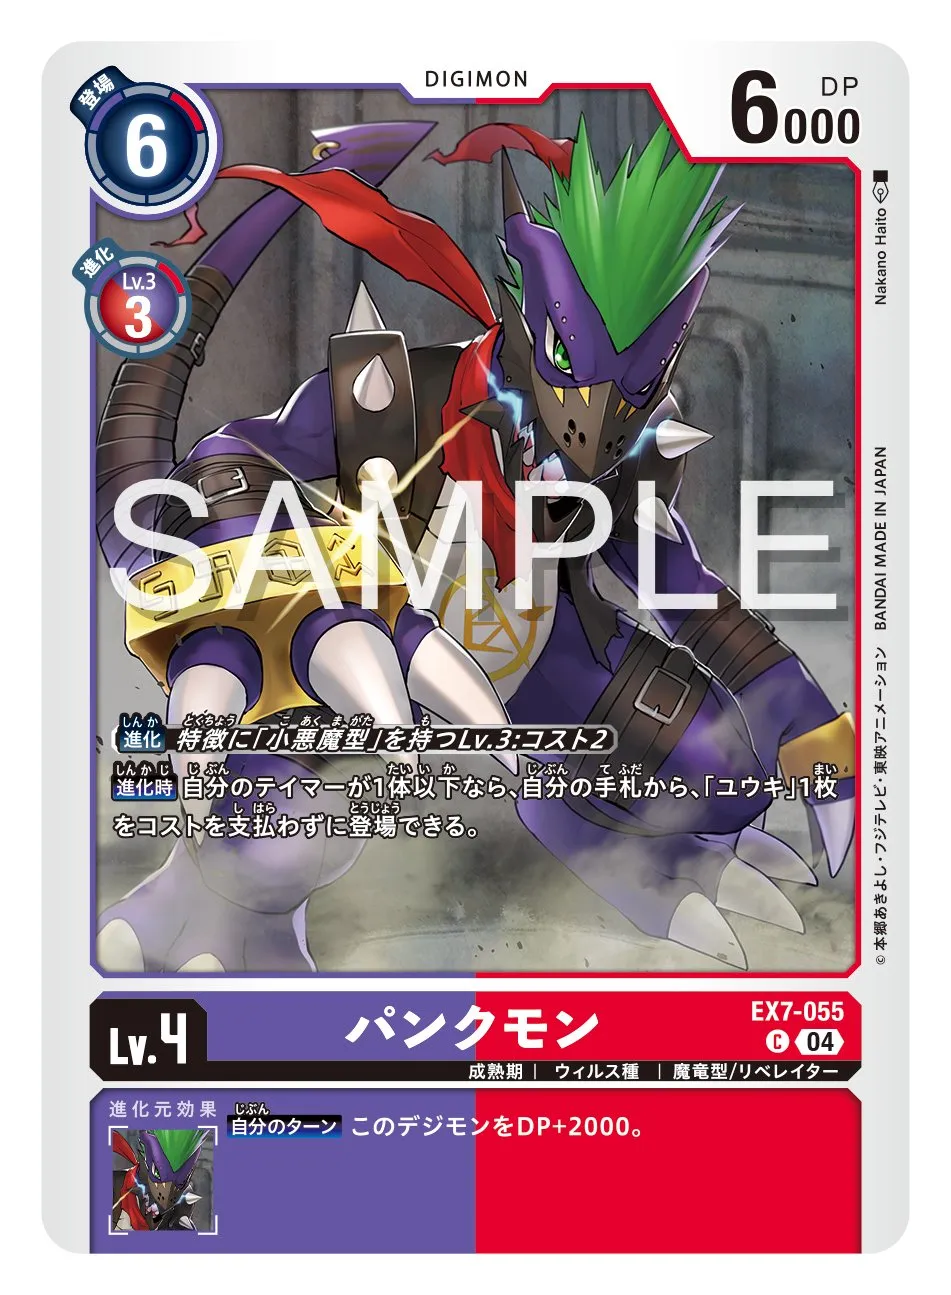 DIGIMON
登場
6
6000
DP
進化
Lv.3
3
Nakano Haito
SAMPLE
進化 特徴に「小悪魔型」を持つLv.3:コスト2
進化時 自分のテイマーが1体以下なら、自分の手札から、「ユウキ」1枚
をコストを支払わずに登場できる。
©本郷あきよし・フジテレビ・東映アニメーション BANDAI MADE IN JAPAN
Lv.4
パンクモン
EX7-055
C 04
成熟期 | ウィルス種 | 魔竜型/リベレイター
進化元効果
自分のターン このデジモンをDP+2000。